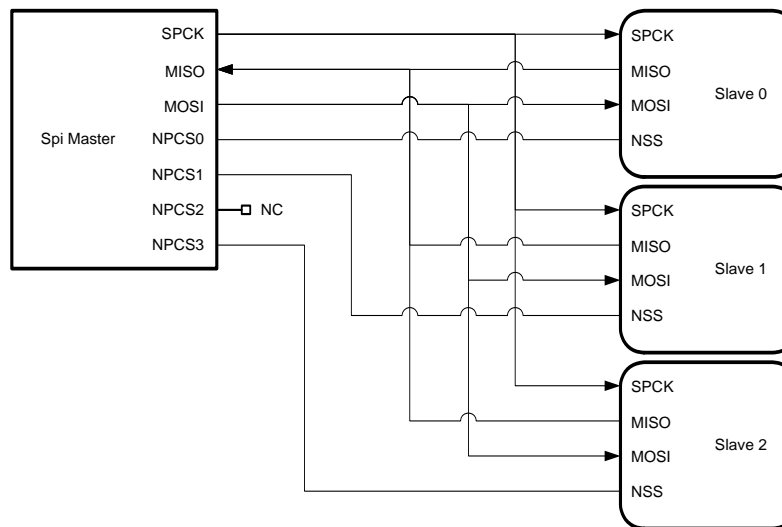 SPCK
MISO
MOSI
Spi Master
NPCS0
NPCS1
NPCS2
NC
NPCS3
SPCK
MISO
Slave 0
MOSI
NSS
SPCK
MISO
Slave 1
MOSI
NSS
SPCK
MISO
Slave 2
MOSI
NSS